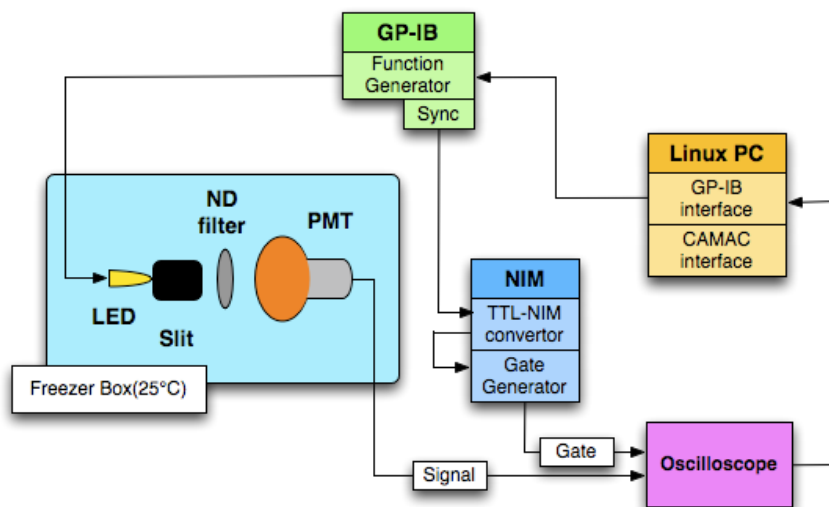 GP-IB
Function
Generator
Sync
Linux PC
GP-IB
interface
CAMAC
interface
ND
filter
PMT
LED
Slit
Freezer Box(25°C)
NIM
TTL-NIM
convertor
Gate
Generator
Gate
Signal
Oscilloscope